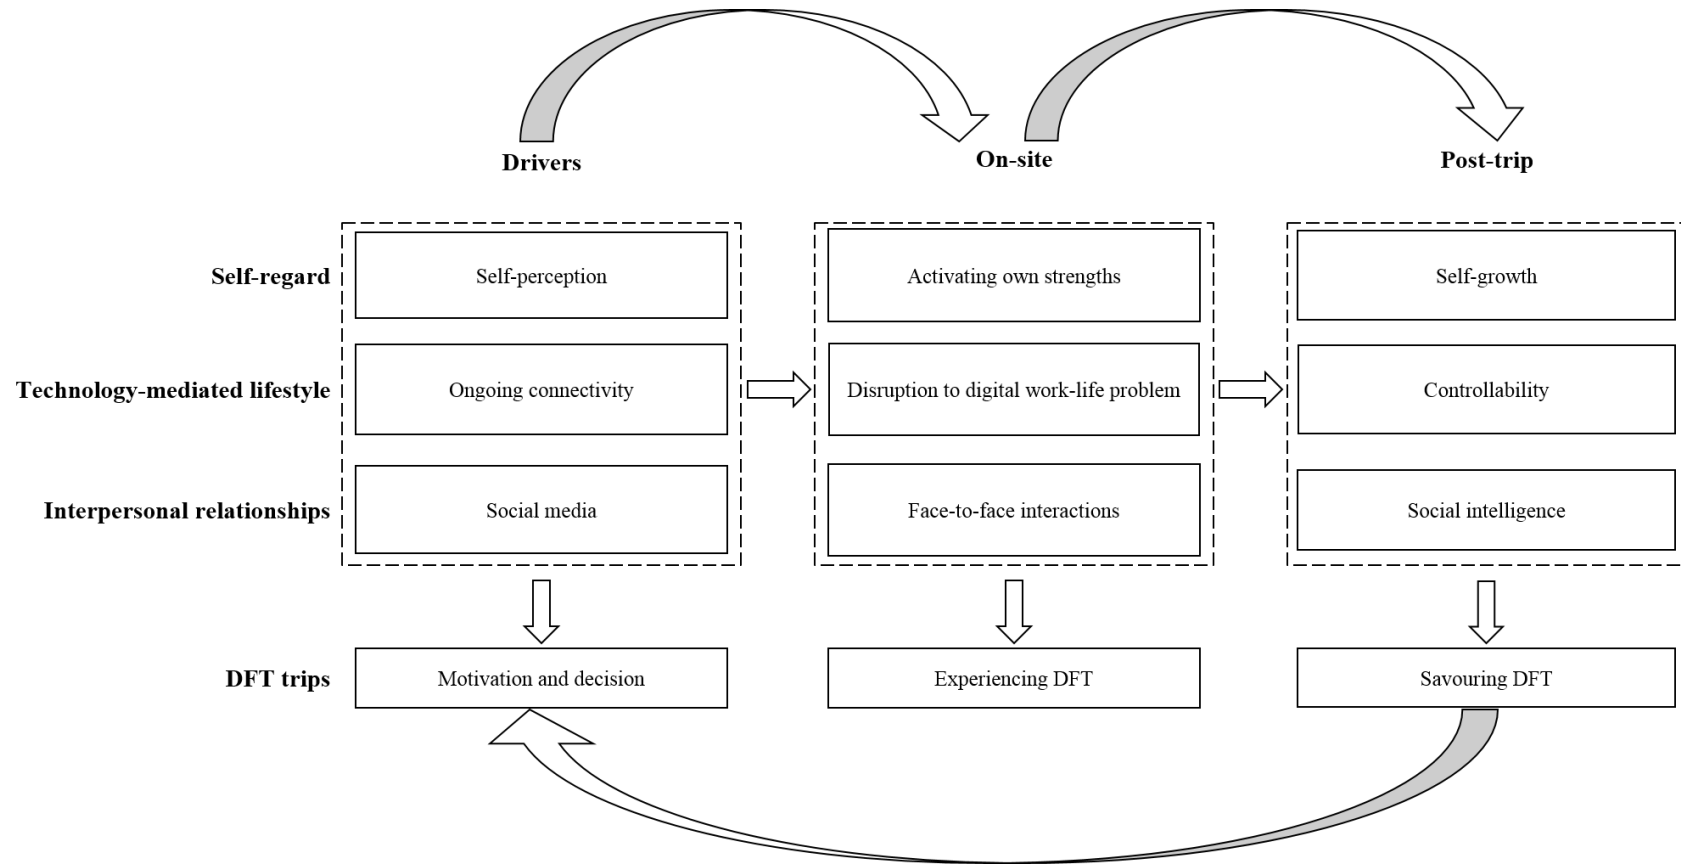 Drivers
On-site
Post-trip
Self-regard
Self-perception
Activating own strengths
Self-growth
Technology-mediated lifestyle
Ongoing connectivity
Disruption to digital work-life problem
Controllability
Interpersonal relationships
Social media
Face-to-face interactions
Social intelligence
DFT trips
Motivation and decision
Experiencing DFT
Savouring DFT